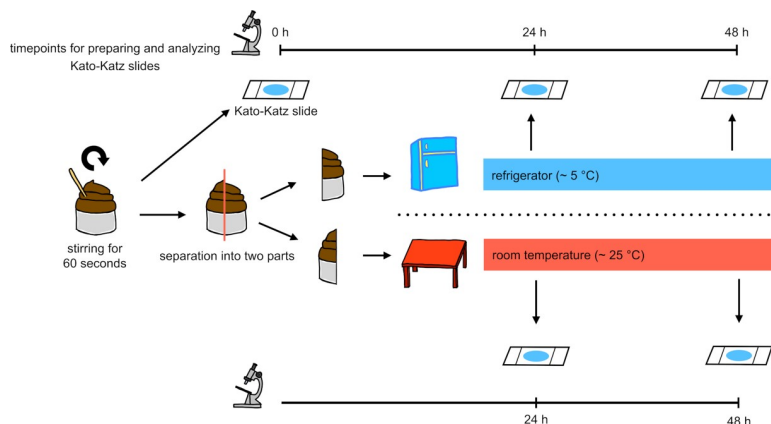 0 h
24 h
48 h
timepoints for preparing and analyzing
Kato-Katz slides
Kato-Katz slide
refrigerator (~ 5 °C)
stirring for
60 seconds
separation into two parts
room temperature (~ 25 °C)
24 h
48 h